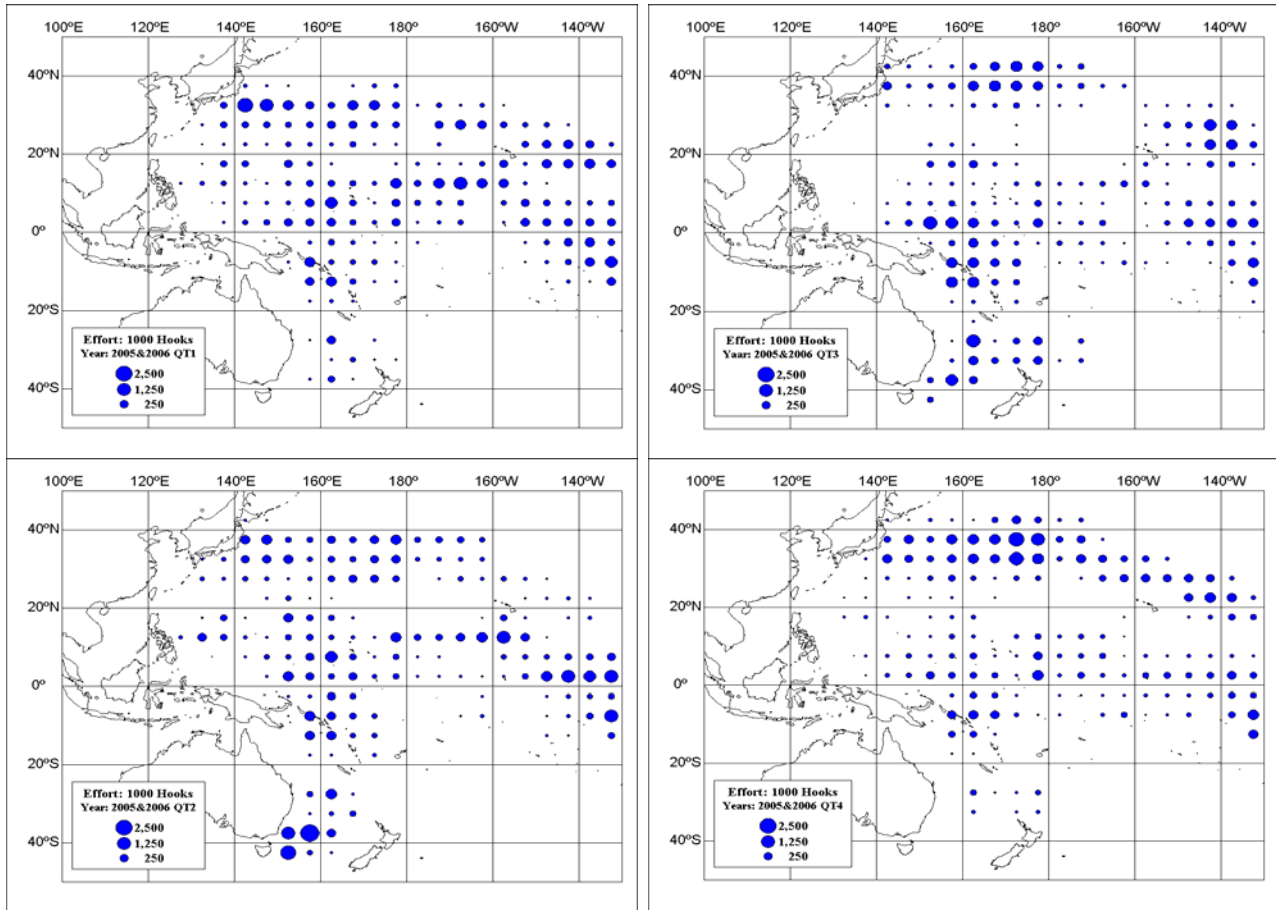 100ºE 120ºE 140ºE 160ºE 180º 160ºW 140ºW
40ºN
20ºN
0º
20ºS
40ºS
Effort: 1000 Hooks
Year: 2005&2006 QT1
2,500
1,250
250
100ºE 120ºE 140ºE 160ºE 180º 160ºW 140ºW
40ºN
20ºN
0º
20ºS
40ºS
Effort: 1000 Hooks
Yaar: 2005&2006 QT3
2,500
1,250
250
100ºE 120ºE 140ºE 160ºE 180º 160ºW 140ºW
40ºN
20ºN
0º
20ºS
40ºS
Effort: 1000 Hooks
Year: 2005&2006 QT2
2,500
1,250
250
100ºE 120ºE 140ºE 160ºE 180º 160ºW 140ºW
40ºN
20ºN
0º
20ºS
40ºS
Effort: 1000 Hooks
Years: 2005&2006 QT4
2,500
1,250
250